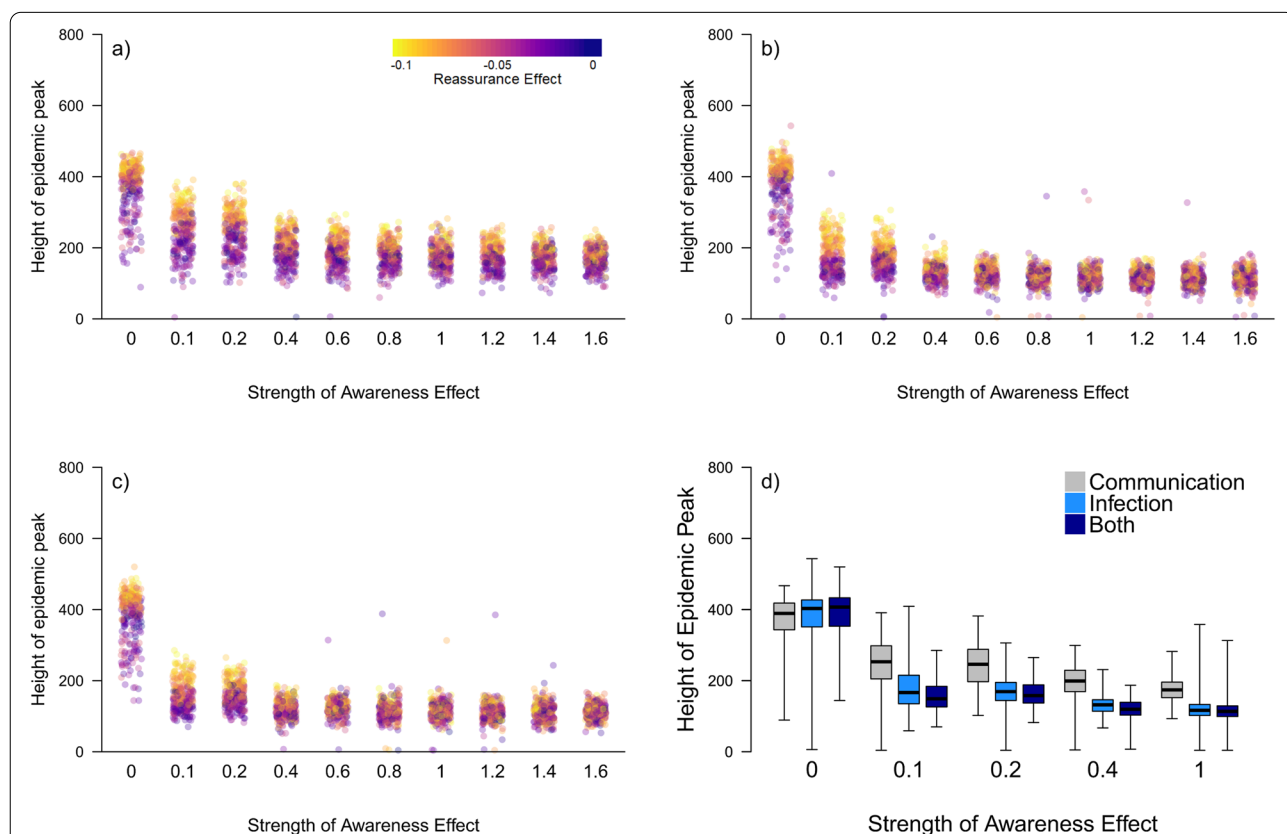 a)
800
600
400
200
0
Height of epidemic peak
-0.1 -0.05 0
Reassurance Effect
0 0.1 0.2 0.4 0.6 0.8 1 1.2 1.4 1.6
Strength of Awareness Effect
b)
800
600
400
200
0
Height of epidemic peak
0 0.1 0.2 0.4 0.6 0.8 1 1.2 1.4 1.6
Strength of Awareness Effect
c)
800
600
400
200
0
Height of epidemic peak
0 0.1 0.2 0.4 0.6 0.8 1 1.2 1.4 1.6
Strength of Awareness Effect
d)
800
600
400
200
0
Height of Epidemic Peak
Communication
Infection
Both
0 0.1 0.2 0.4 1
Strength of Awareness Effect